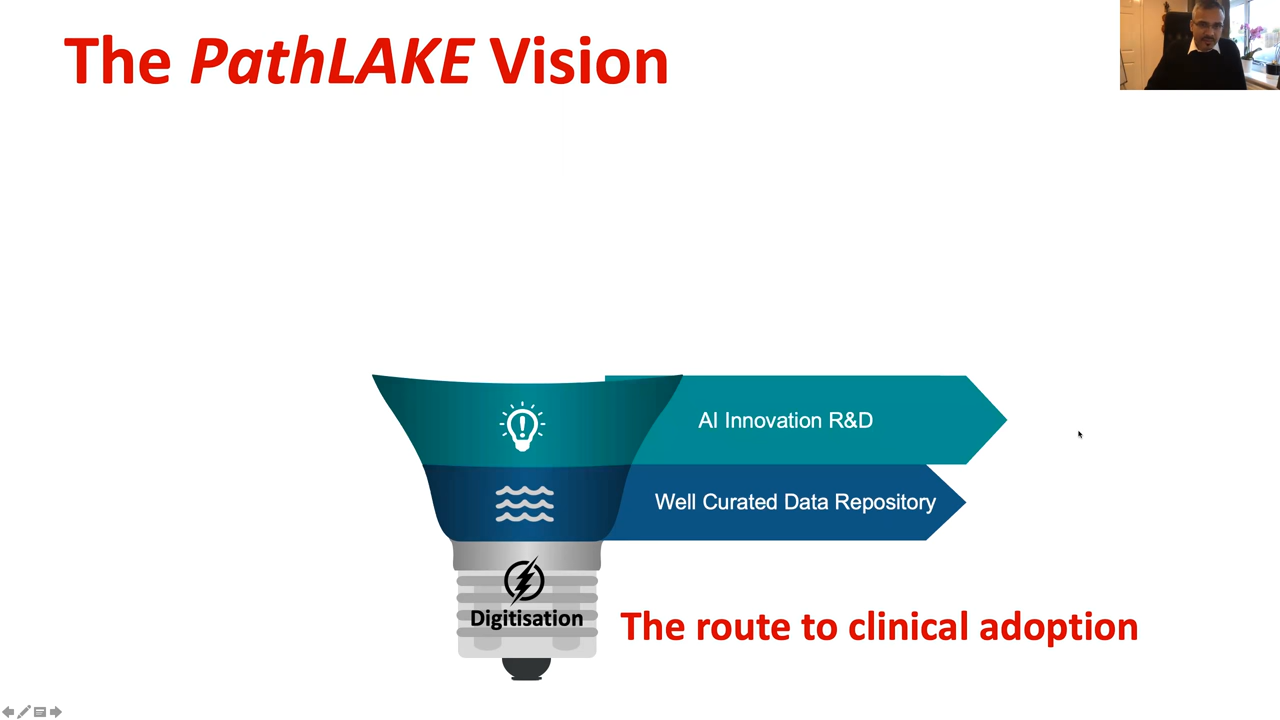 The PathLAKE Vision
AI Innovation R&D
Well Curated Data Repository
Digitisation
The route to clinical adoption